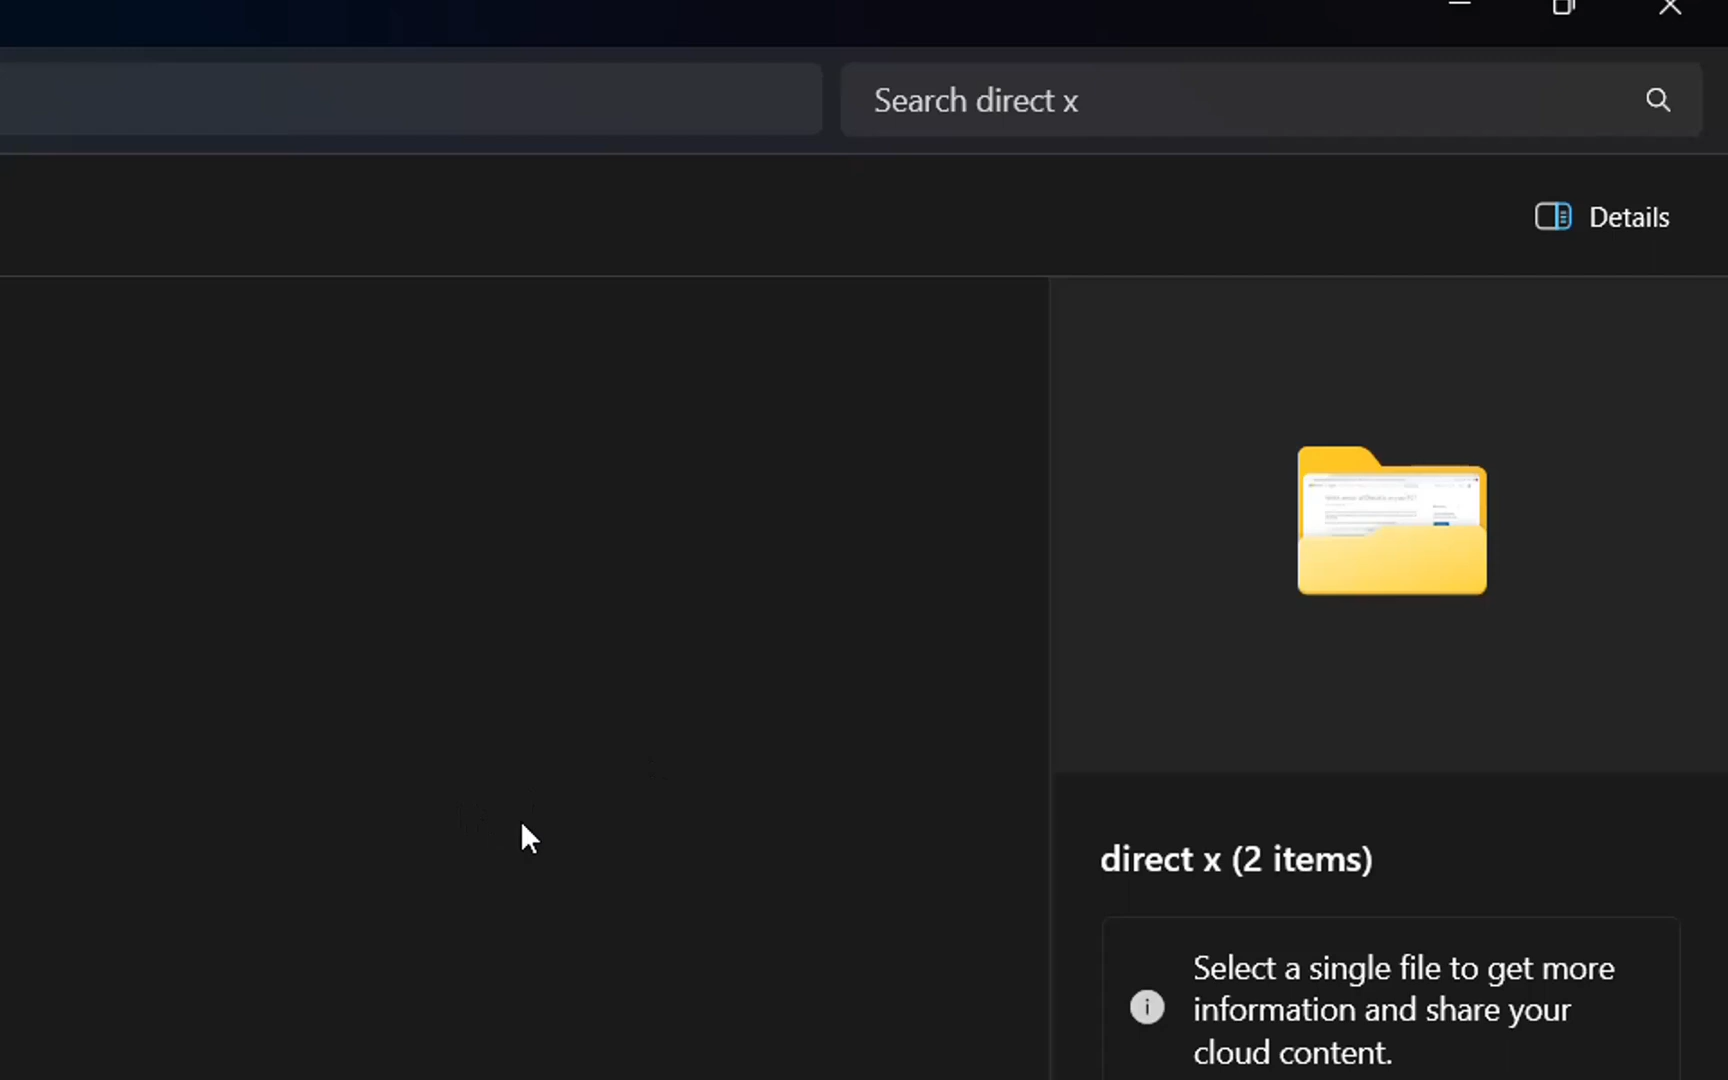 Search direct x
Details
direct x (2 items)
Select a single file to get more
information and share your
cloud content.